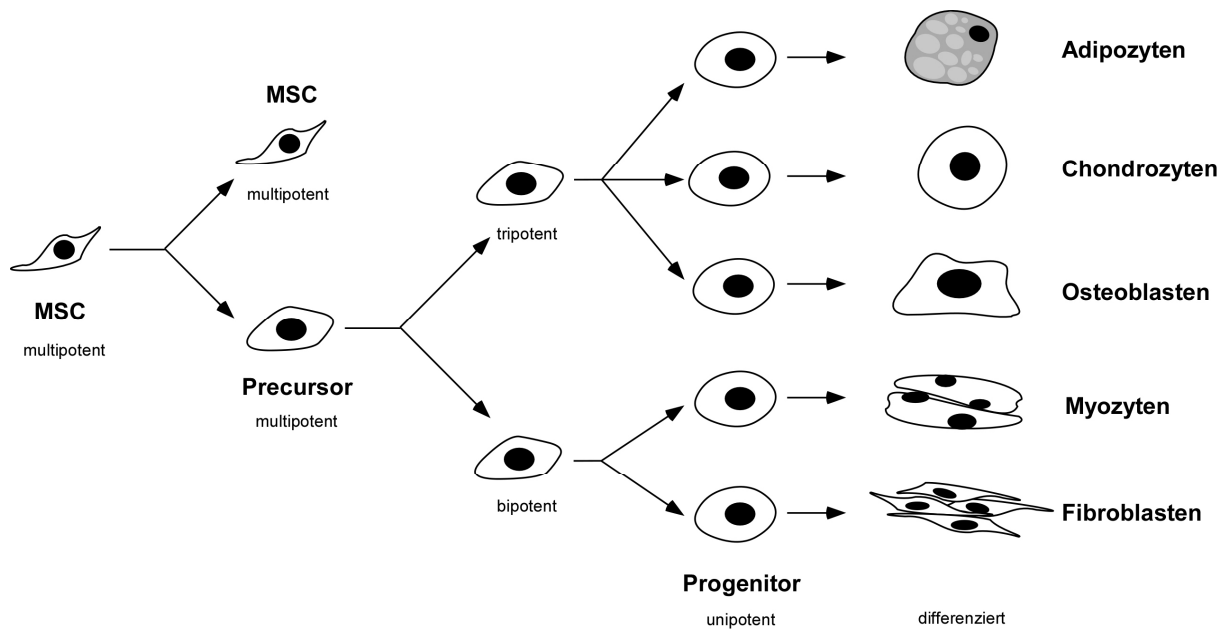 MSC
multipotent
MSC
multipotent
Precursor
multipotent
tripotent
bipotent
Adipozyten
Chondrozyten
Osteoblasten
Myozyten
Fibroblasten
Progenitor
unipotent
differenziert